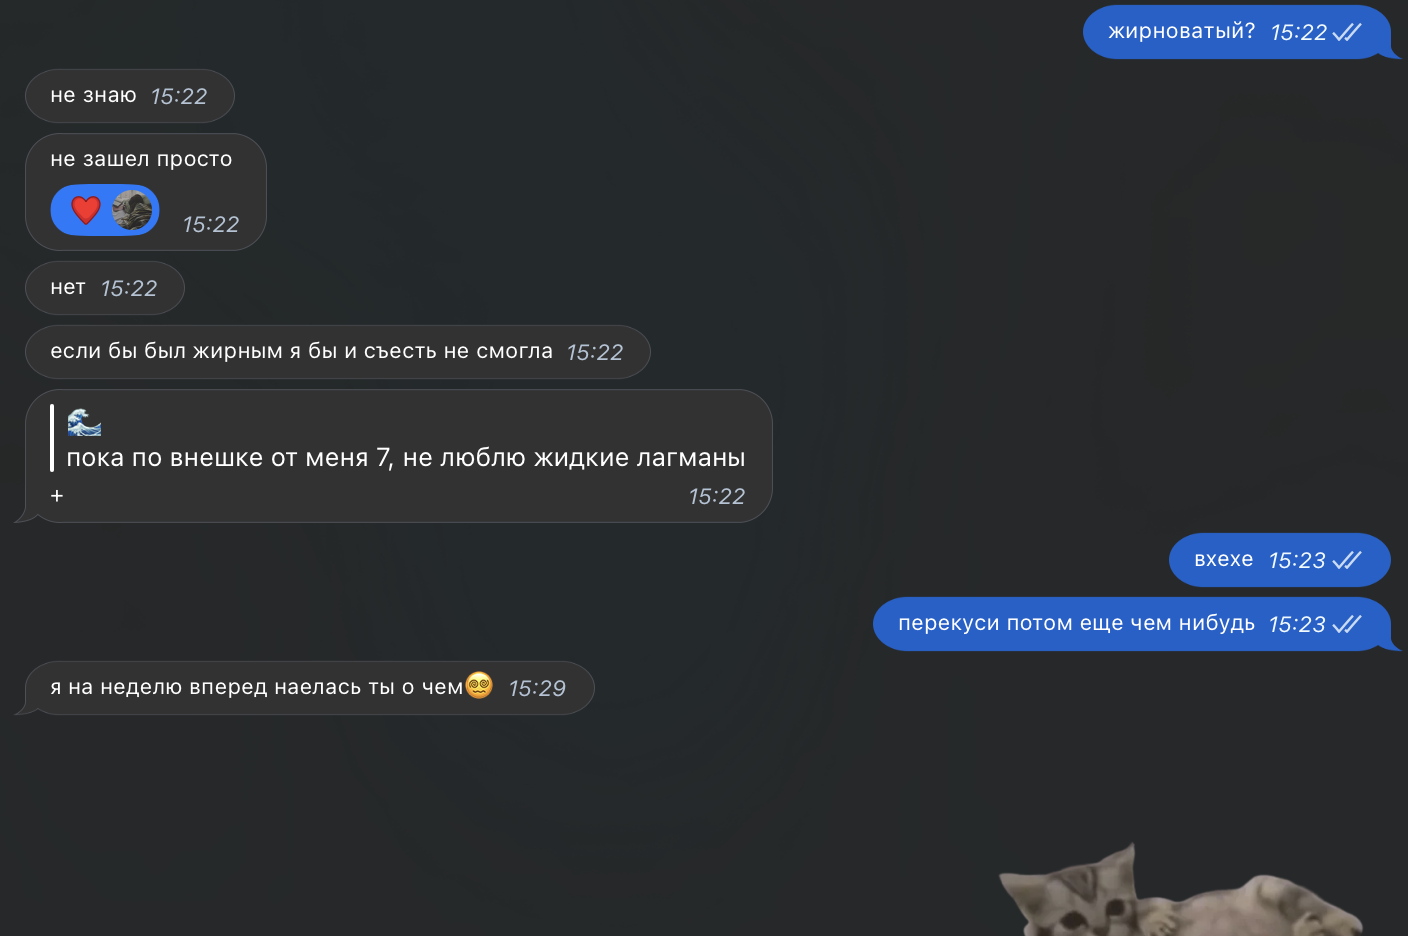 жирноватый? 15:22
не знаю 15:22
не зашел просто
15:22
нет 15:22
если бы был жирным я бы и съесть не смогла 15:22
🌊
пока по внешке от меня 7, не люблю жидкие лагманы
+ 15:22
вхехе 15:23
перекуси потом еще чем нибудь 15:23
я на неделю вперед наелась ты о чем😵‍💫 15:29